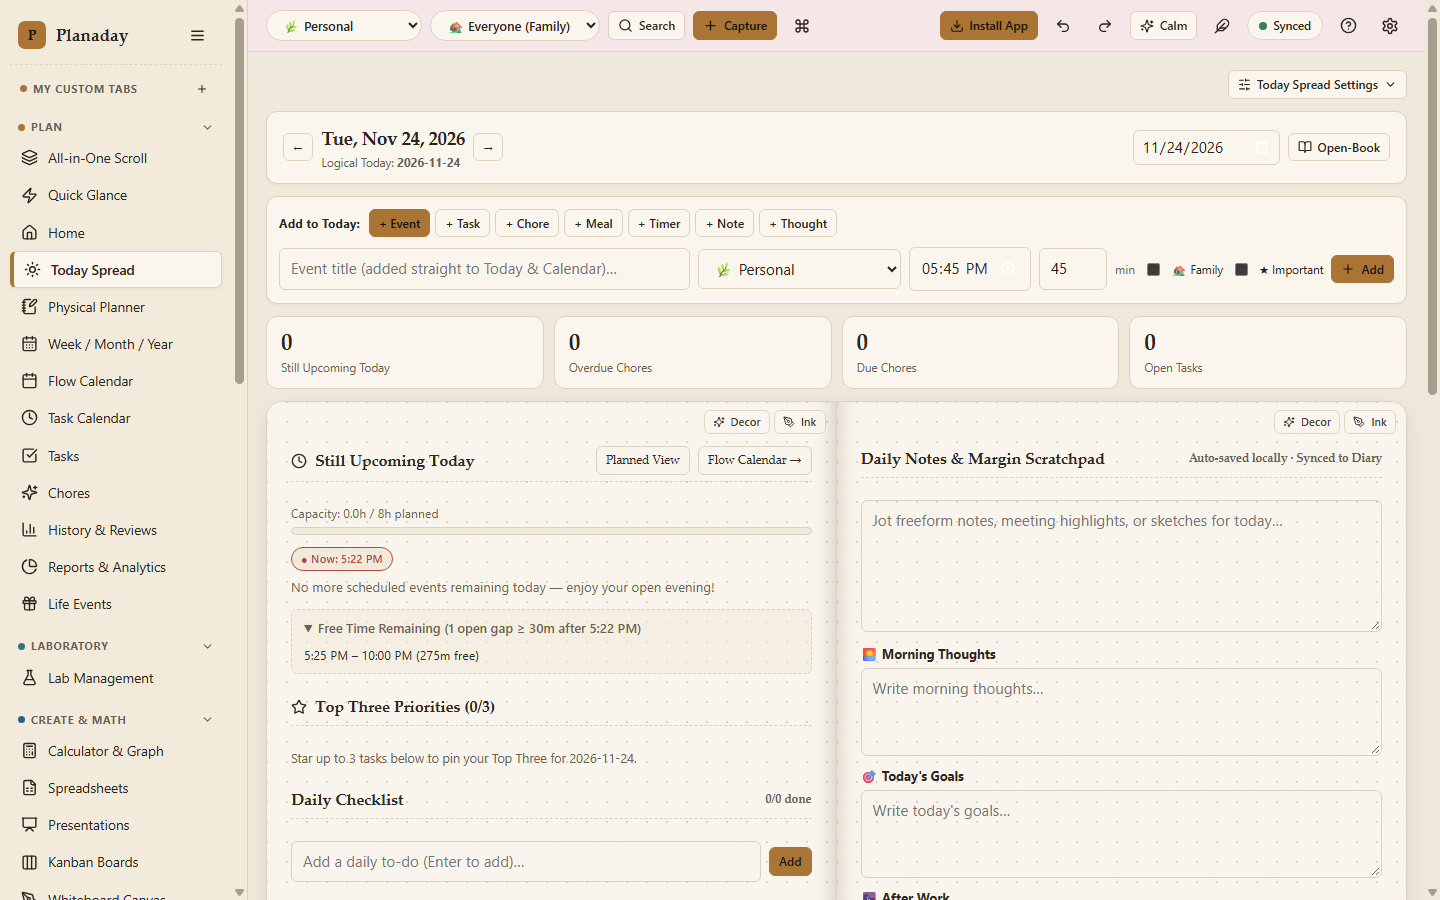 P Planaday
MY CUSTOM TABS
PLAN
All-in-One Scroll
Quick Glance
Home
Today Spread
Physical Planner
Week / Month / Year
Flow Calendar
Task Calendar
Tasks
Chores
History & Reviews
Reports & Analytics
Life Events
LABORATORY
Lab Management
CREATE & MATH
Calculator & Graph
Spreadsheets
Presentations
Kanban Boards
Whiteboard Canvas
Personal
Everyone (Family)
Search
+ Capture
Install App
Calm
Synced
Today Spread Settings
← Tue, Nov 24, 2026 →
Logical Today: 2026-11-24
11/24/2026
Open-Book
Add to Today: + Event + Task + Chore + Meal + Timer + Note + Thought
Event title (added straight to Today & Calendar)...
Personal
05:45 PM
45 min
Family
★ Important
+ Add
0
Still Upcoming Today
0
Overdue Chores
0
Due Chores
0
Open Tasks
Decor Ink
Still Upcoming Today
Planned View
Flow Calendar →
Capacity: 0.0h / 8h planned
● Now: 5:22 PM
No more scheduled events remaining today — enjoy your open evening!
▼ Free Time Remaining (1 open gap ≥ 30m after 5:22 PM)
5:25 PM – 10:00 PM (275m free)
Top Three Priorities (0/3)
Star up to 3 tasks below to pin your Top Three for 2026-11-24.
Daily Checklist
0/0 done
Add a daily to-do (Enter to add)...
Add
Decor Ink
Daily Notes & Margin Scratchpad
Auto-saved locally · Synced to Diary
Jot freeform notes, meeting highlights, or sketches for today...
Morning Thoughts
Write morning thoughts...
Today's Goals
Write today's goals...
After Work